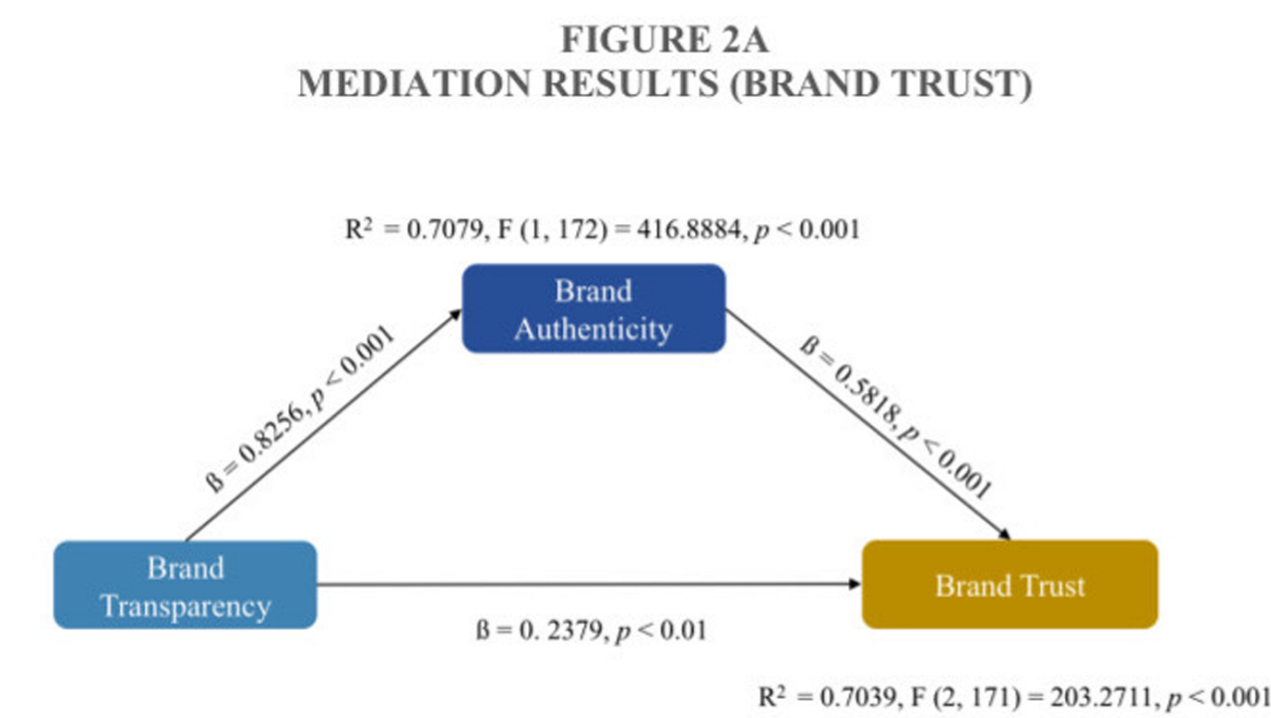 FIGURE 2A
MEDIATION RESULTS (BRAND TRUST)
R² = 0.7079, F (1, 172) = 416.8884, p < 0.001
Brand
Authenticity
ß = 0.8256, p < 0.001
ß = 0.5818, p < 0.001
Brand
Transparency
Brand Trust
ß = 0. 2379, p < 0.01
R² = 0.7039, F (2, 171) = 203.2711, p < 0.001